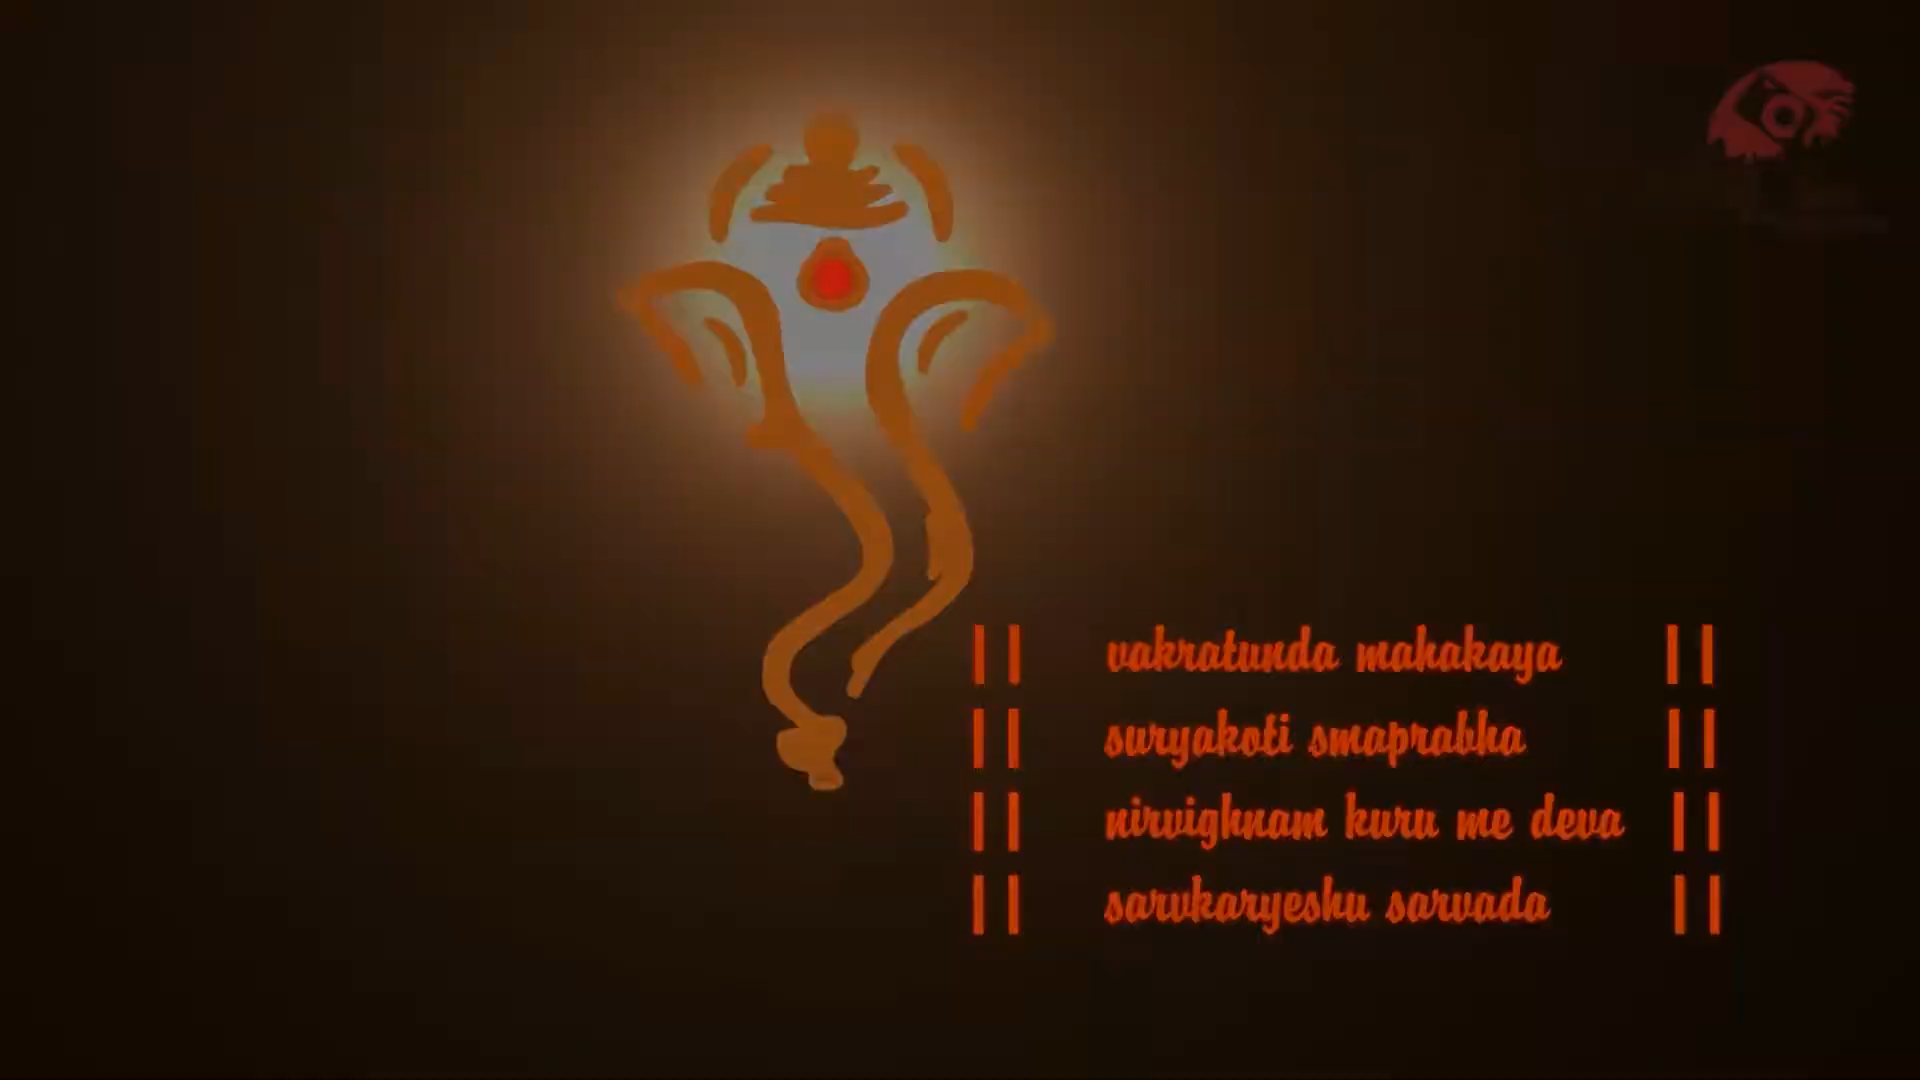 || vakratunda mahakaya ||
|| suryakoti smaprabha ||
|| nirvighnam kuru me deva ||
|| sarvkaryeshu sarvada ||